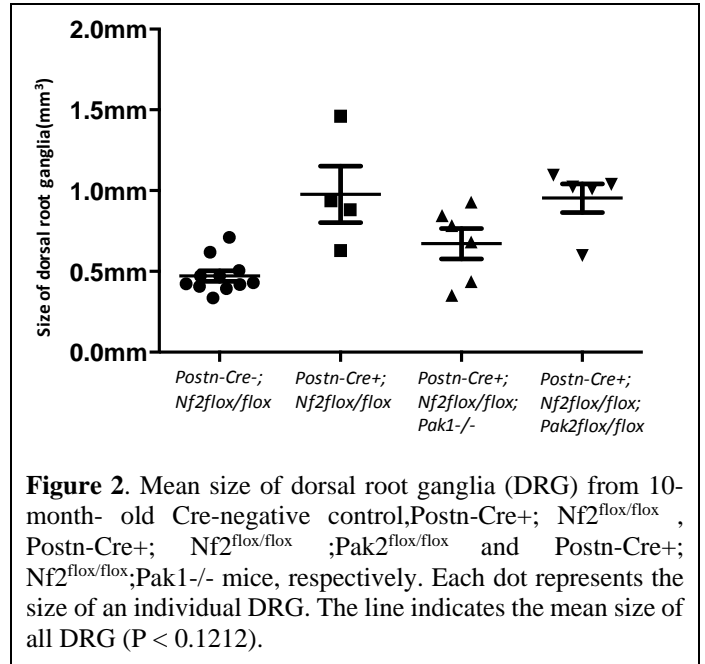 2.0mm
1.5mm
1.0mm
0.5mm
0.0mm
Size of dorsal root ganglia(mm³)
Postn-Cre-;
Nf2flox/flox
Postn-Cre+;
Nf2flox/flox
Postn-Cre+;
Nf2flox/flox;
Pak1-/-
Postn-Cre+;
Nf2flox/flox;
Pak2flox/flox
Figure 2. Mean size of dorsal root ganglia (DRG) from 10-
month- old Cre-negative control,Postn-Cre+; Nf2flox/flox ,
Postn-Cre+; Nf2flox/flox ;Pak2flox/flox and Postn-Cre+;
Nf2flox/flox;Pak1-/- mice, respectively. Each dot represents the
size of an individual DRG. The line indicates the mean size of
all DRG (P < 0.1212).